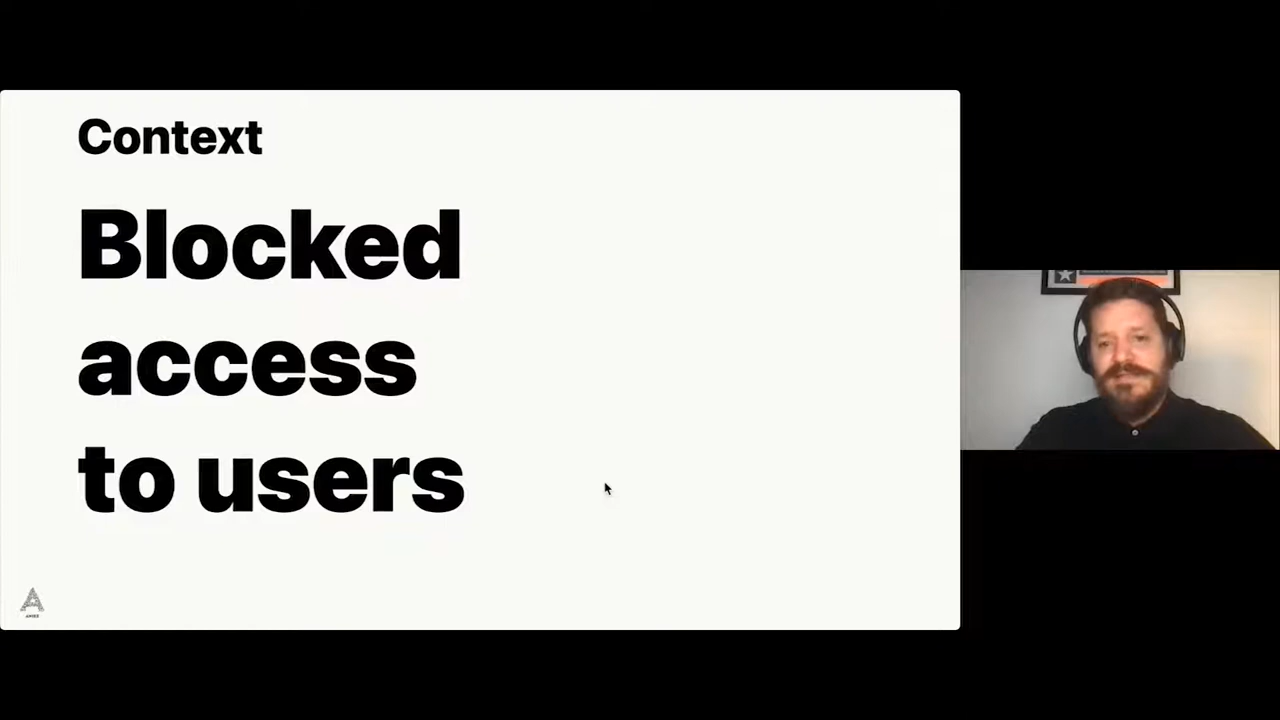 Context
Blocked
access
to users